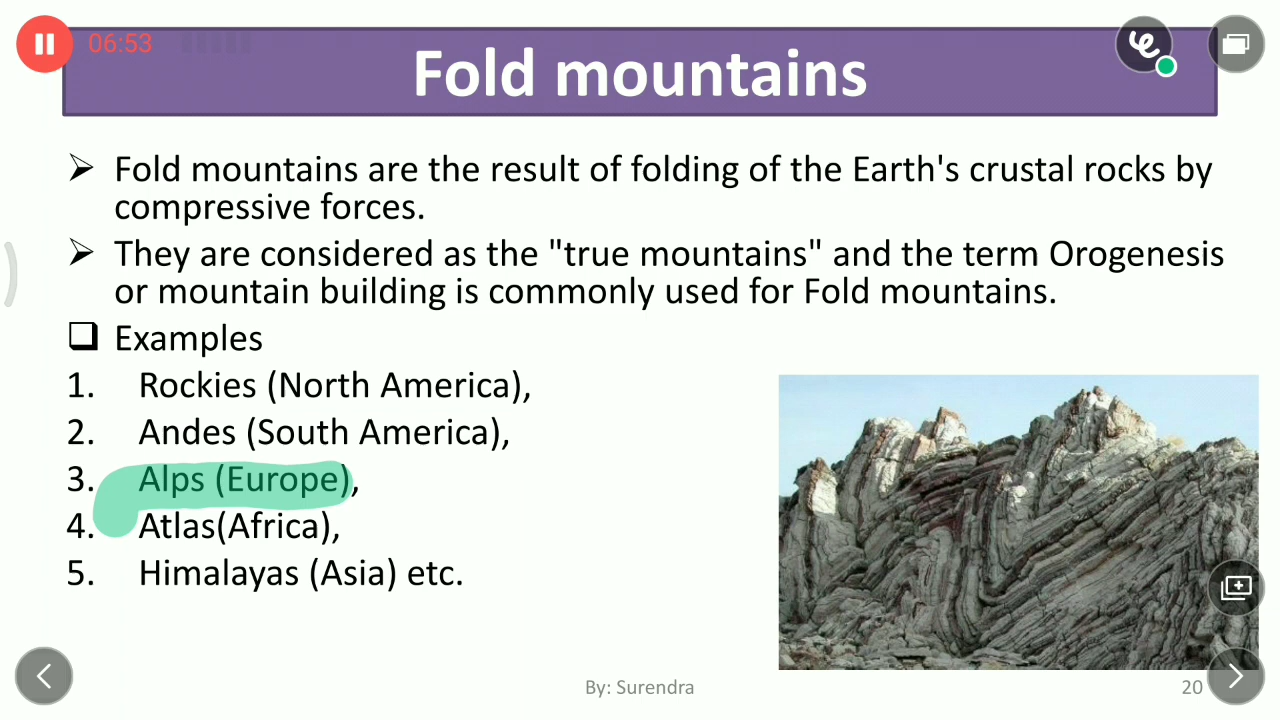 06:53
Fold mountains
➢ Fold mountains are the result of folding of the Earth's crustal rocks by
compressive forces.
➢ They are considered as the "true mountains" and the term Orogenesis
or mountain building is commonly used for Fold mountains.
❑ Examples
1. Rockies (North America),
2. Andes (South America),
3. Alps (Europe),
4. Atlas(Africa),
5. Himalayas (Asia) etc.
By: Surendra
20